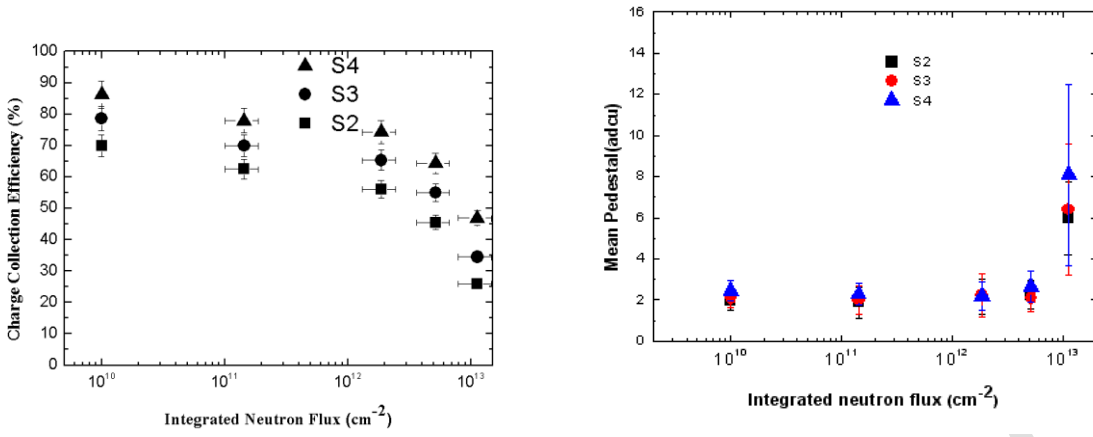 100
90
80
70
60
50
40
30
20
10
0
Charge Collection Efficiency (%)
S4
S3
S2
10^10
10^11
10^12
10^13
Integrated Neutron Flux (cm^-2)
16
14
12
10
8
6
4
2
0
Mean Pedestal(adcu)
S2
S3
S4
10^10
10^11
10^12
10^13
Integrated neutron flux (cm^-2)